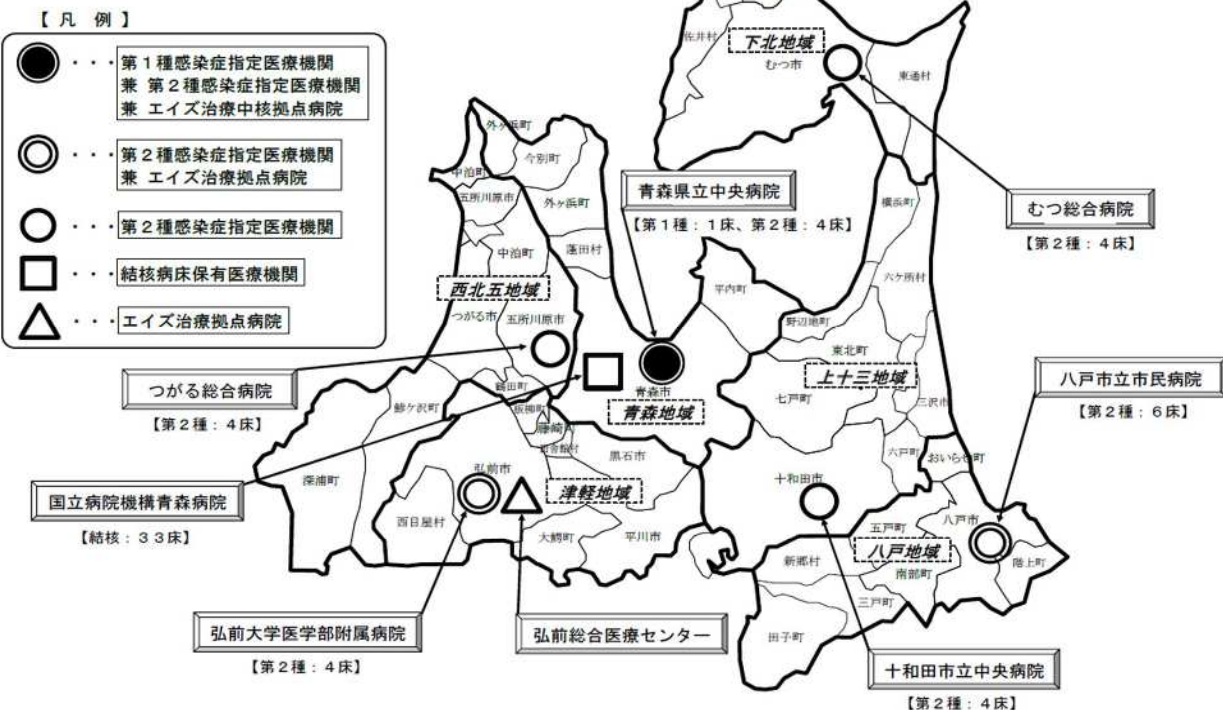 【 凡 例 】
・・・第１種感染症指定医療機関
兼 第２種感染症指定医療機関
兼 エイズ治療中核拠点病院
・・・第２種感染症指定医療機関
兼 エイズ治療拠点病院
・・・第２種感染症指定医療機関
・・・結核病床保有医療機関
・・・エイズ治療拠点病院
佐井村
下北地域
むつ市
東通村
むつ総合病院
【第２種：４床】
外ヶ浜町
今別町
中泊町
五所川原市
外ヶ浜町
中泊町
蓬田村
西北五地域
つがる市
五所川原市
鶴田町
青森県立中央病院
【第１種：１床、第２種：４床】
平内町
青森市
青森地域
横浜町
六ケ所村
野辺地町
東北町
上十三地域
七戸町
三沢市
六戸町
おいらせ町
十和田市
八戸市立市民病院
【第２種：６床】
つがる総合病院
【第２種：４床】
鰺ケ沢町
深浦町
板柳町
藤崎町
田舎館村
黒石市
弘前市
津軽地域
西目屋村
大鰐町
平川市
国立病院機構青森病院
【結核：３３床】
五戸町
八戸市
八戸地域
階上町
新郷村
南部町
三戸町
田子町
弘前大学医学部附属病院
【第２種：４床】
弘前総合医療センター
十和田市立中央病院
【第２種：４床】